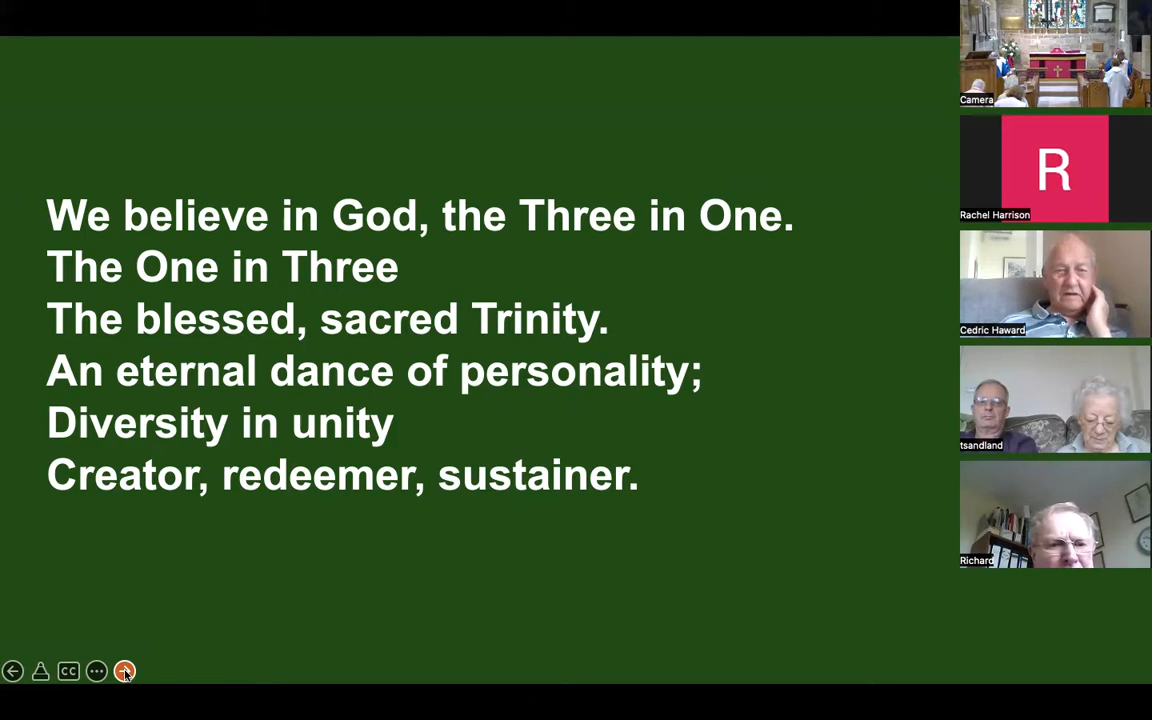 We believe in God, the Three in One.
The One in Three
The blessed, sacred Trinity.
An eternal dance of personality;
Diversity in unity
Creator, redeemer, sustainer.
Camera
R
Rachel Harrison
Cedric Haward
tsandland
Richard
CC